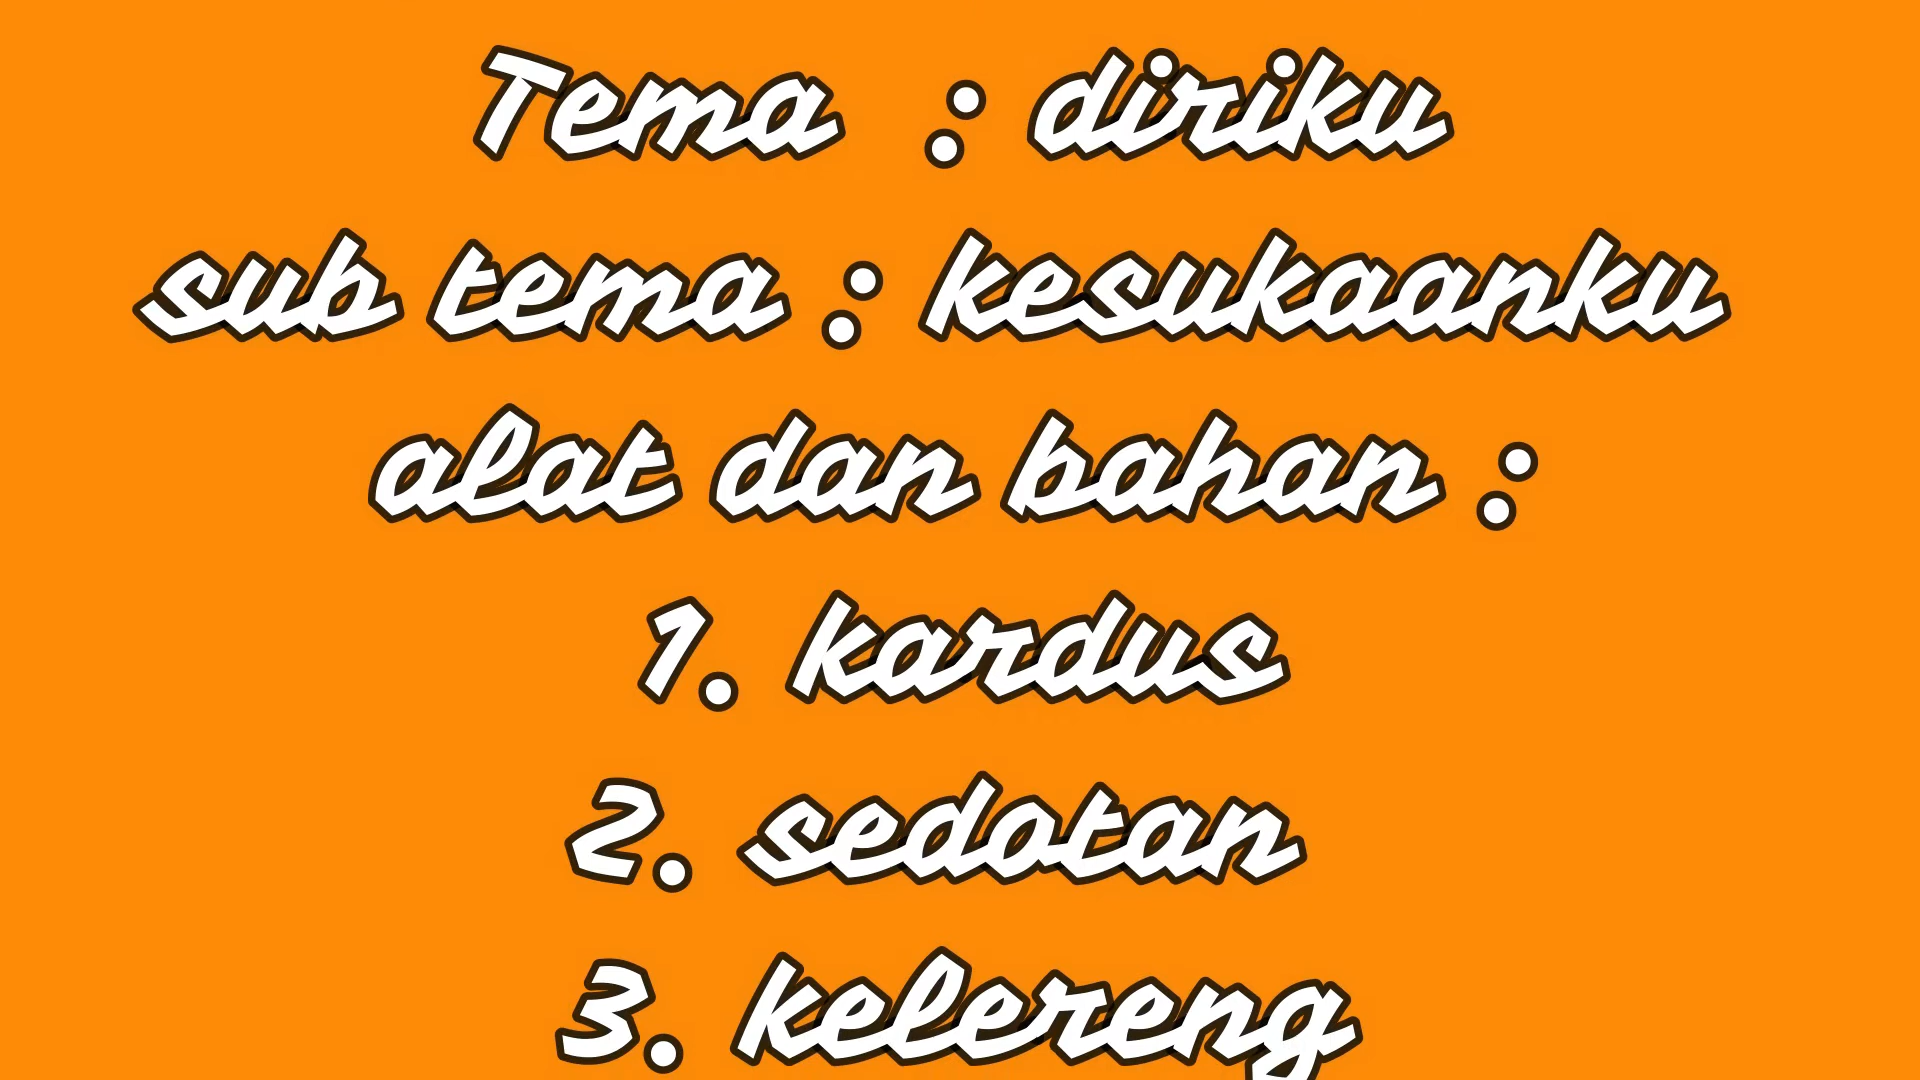 Tema : diriku
sub tema : kesukaanku
alat dan bahan :
1. kardus
2. sedotan
3. kelereng